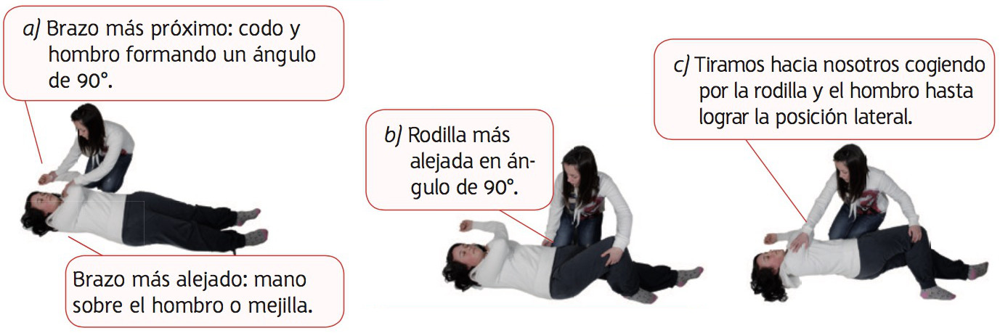 a) Brazo más próximo: codo y
hombro formando un ángulo
de 90°.
Brazo más alejado: mano
sobre el hombro o mejilla.
b) Rodilla más
alejada en án-
gulo de 90°.
c) Tiramos hacia nosotros cogiendo
por la rodilla y el hombro hasta
lograr la posición lateral.